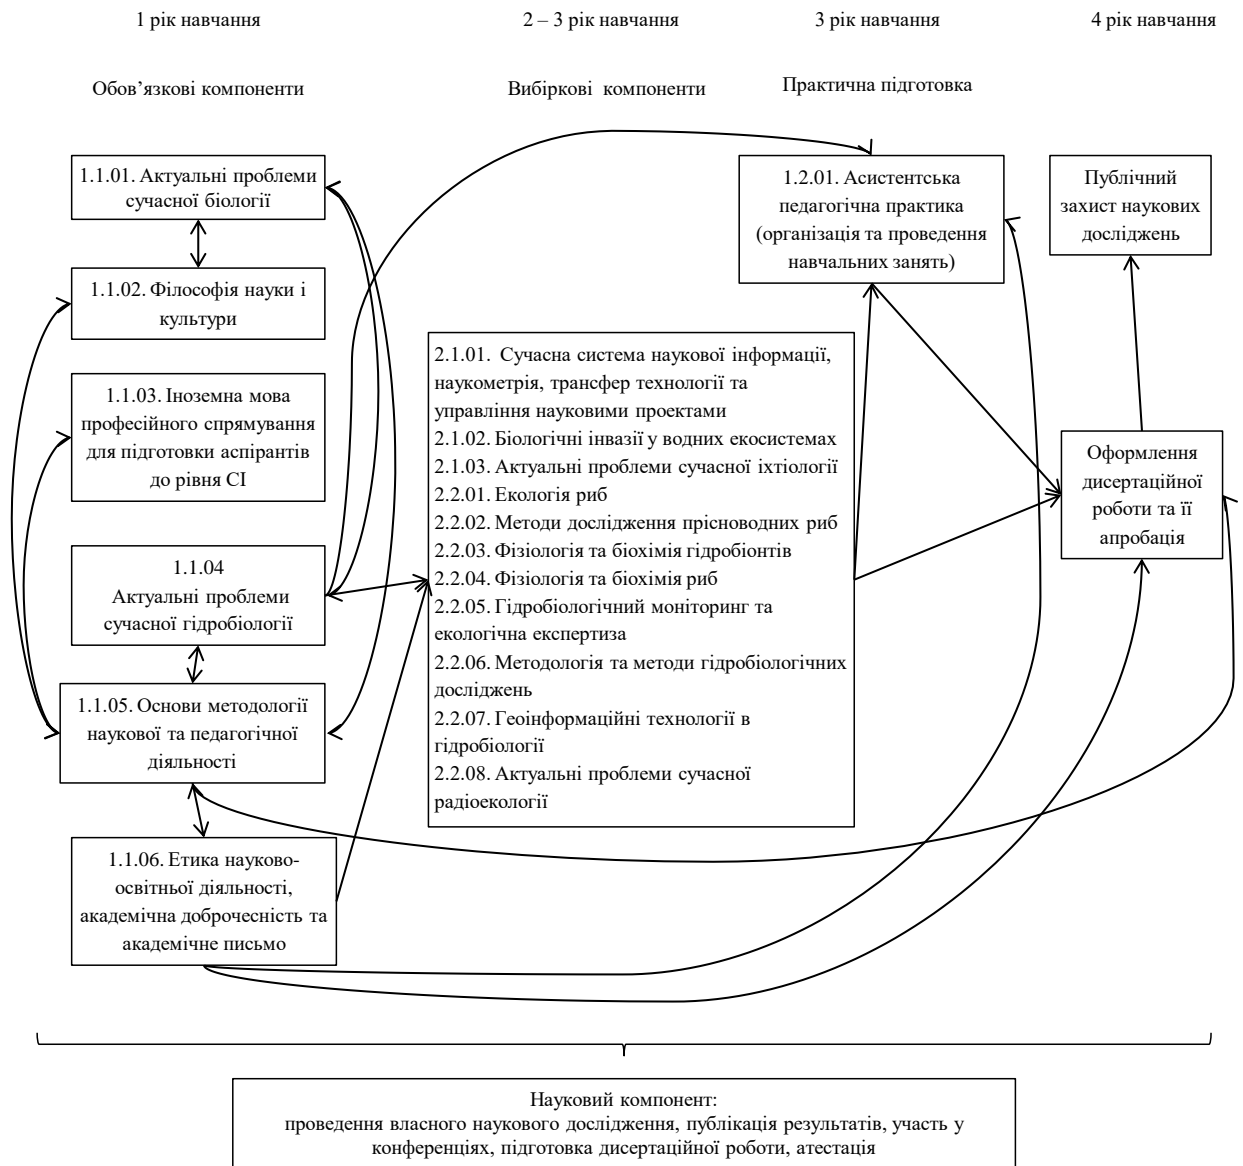 1 рік навчання
2 – 3 рік навчання
3 рік навчання
4 рік навчання
Обов’язкові компоненти
Вибіркові компоненти
Практична підготовка
1.1.01. Актуальні проблеми
сучасної біології
1.1.02. Філософія науки і
культури
1.1.03. Іноземна мова
професійного спрямування
для підготовки аспірантів
до рівня СІ
1.1.04
Актуальні проблеми
сучасної гідробіології
1.1.05. Основи методології
наукової та педагогічної
діяльності
1.1.06. Етика науково-
освітньої діяльності,
академічна доброчесність та
академічне письмо
2.1.01. Сучасна система наукової інформації,
наукометрія, трансфер технології та
управління науковими проектами
2.1.02. Біологічні інвазії у водних екосистемах
2.1.03. Актуальні проблеми сучасної іхтіології
2.2.01. Екологія риб
2.2.02. Методи дослідження прісноводних риб
2.2.03. Фізіологія та біохімія гідробіонтів
2.2.04. Фізіологія та біохімія риб
2.2.05. Гідробіологічний моніторинг та
екологічна експертиза
2.2.06. Методологія та методи гідробіологічних
досліджень
2.2.07. Геоінформаційні технології в
гідробіології
2.2.08. Актуальні проблеми сучасної
радіоекології
1.2.01. Асистентська
педагогічна практика
(організація та проведення
навчальних занять)
Публічний
захист наукових
досліджень
Оформлення
дисертаційної
роботи та її
апробація
Науковий компонент:
проведення власного наукового дослідження, публікація результатів, участь у
конференціях, підготовка дисертаційної роботи, атестація